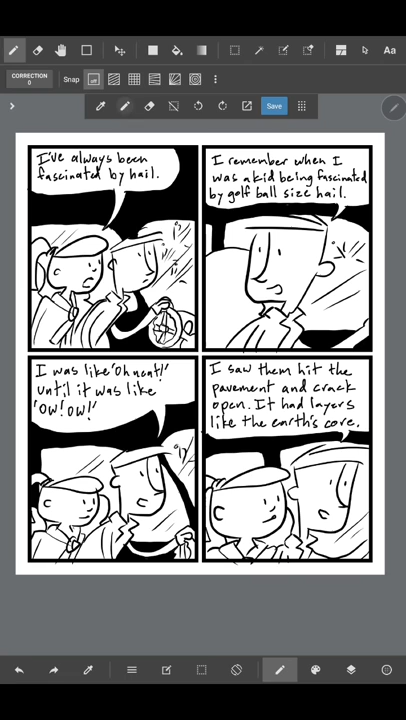 CORRECTION
0
Snap
Aa
Save
I've always been
fascinated by hail.
I remember when I
was a kid being fascinated
by golf ball size hail.
I was like 'Oh neat!'
until it was like
'OW! OW!'
I saw them hit the
pavement and crack
open. It had layers
like the earth's core.